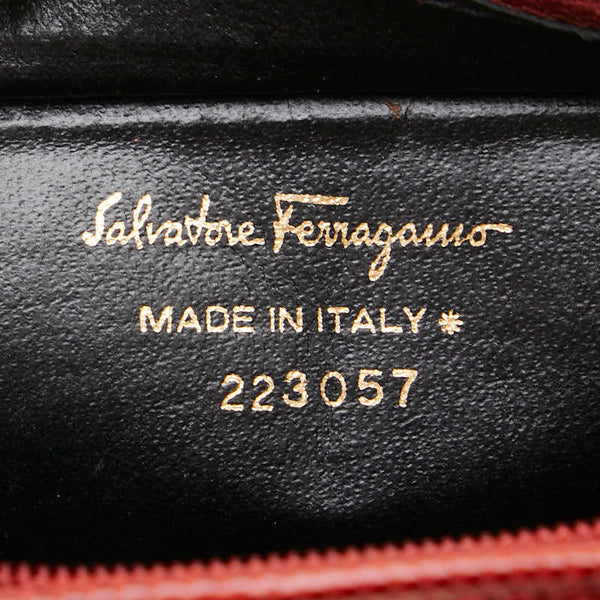 Salvatore Ferragamo
MADE IN ITALY *
223057